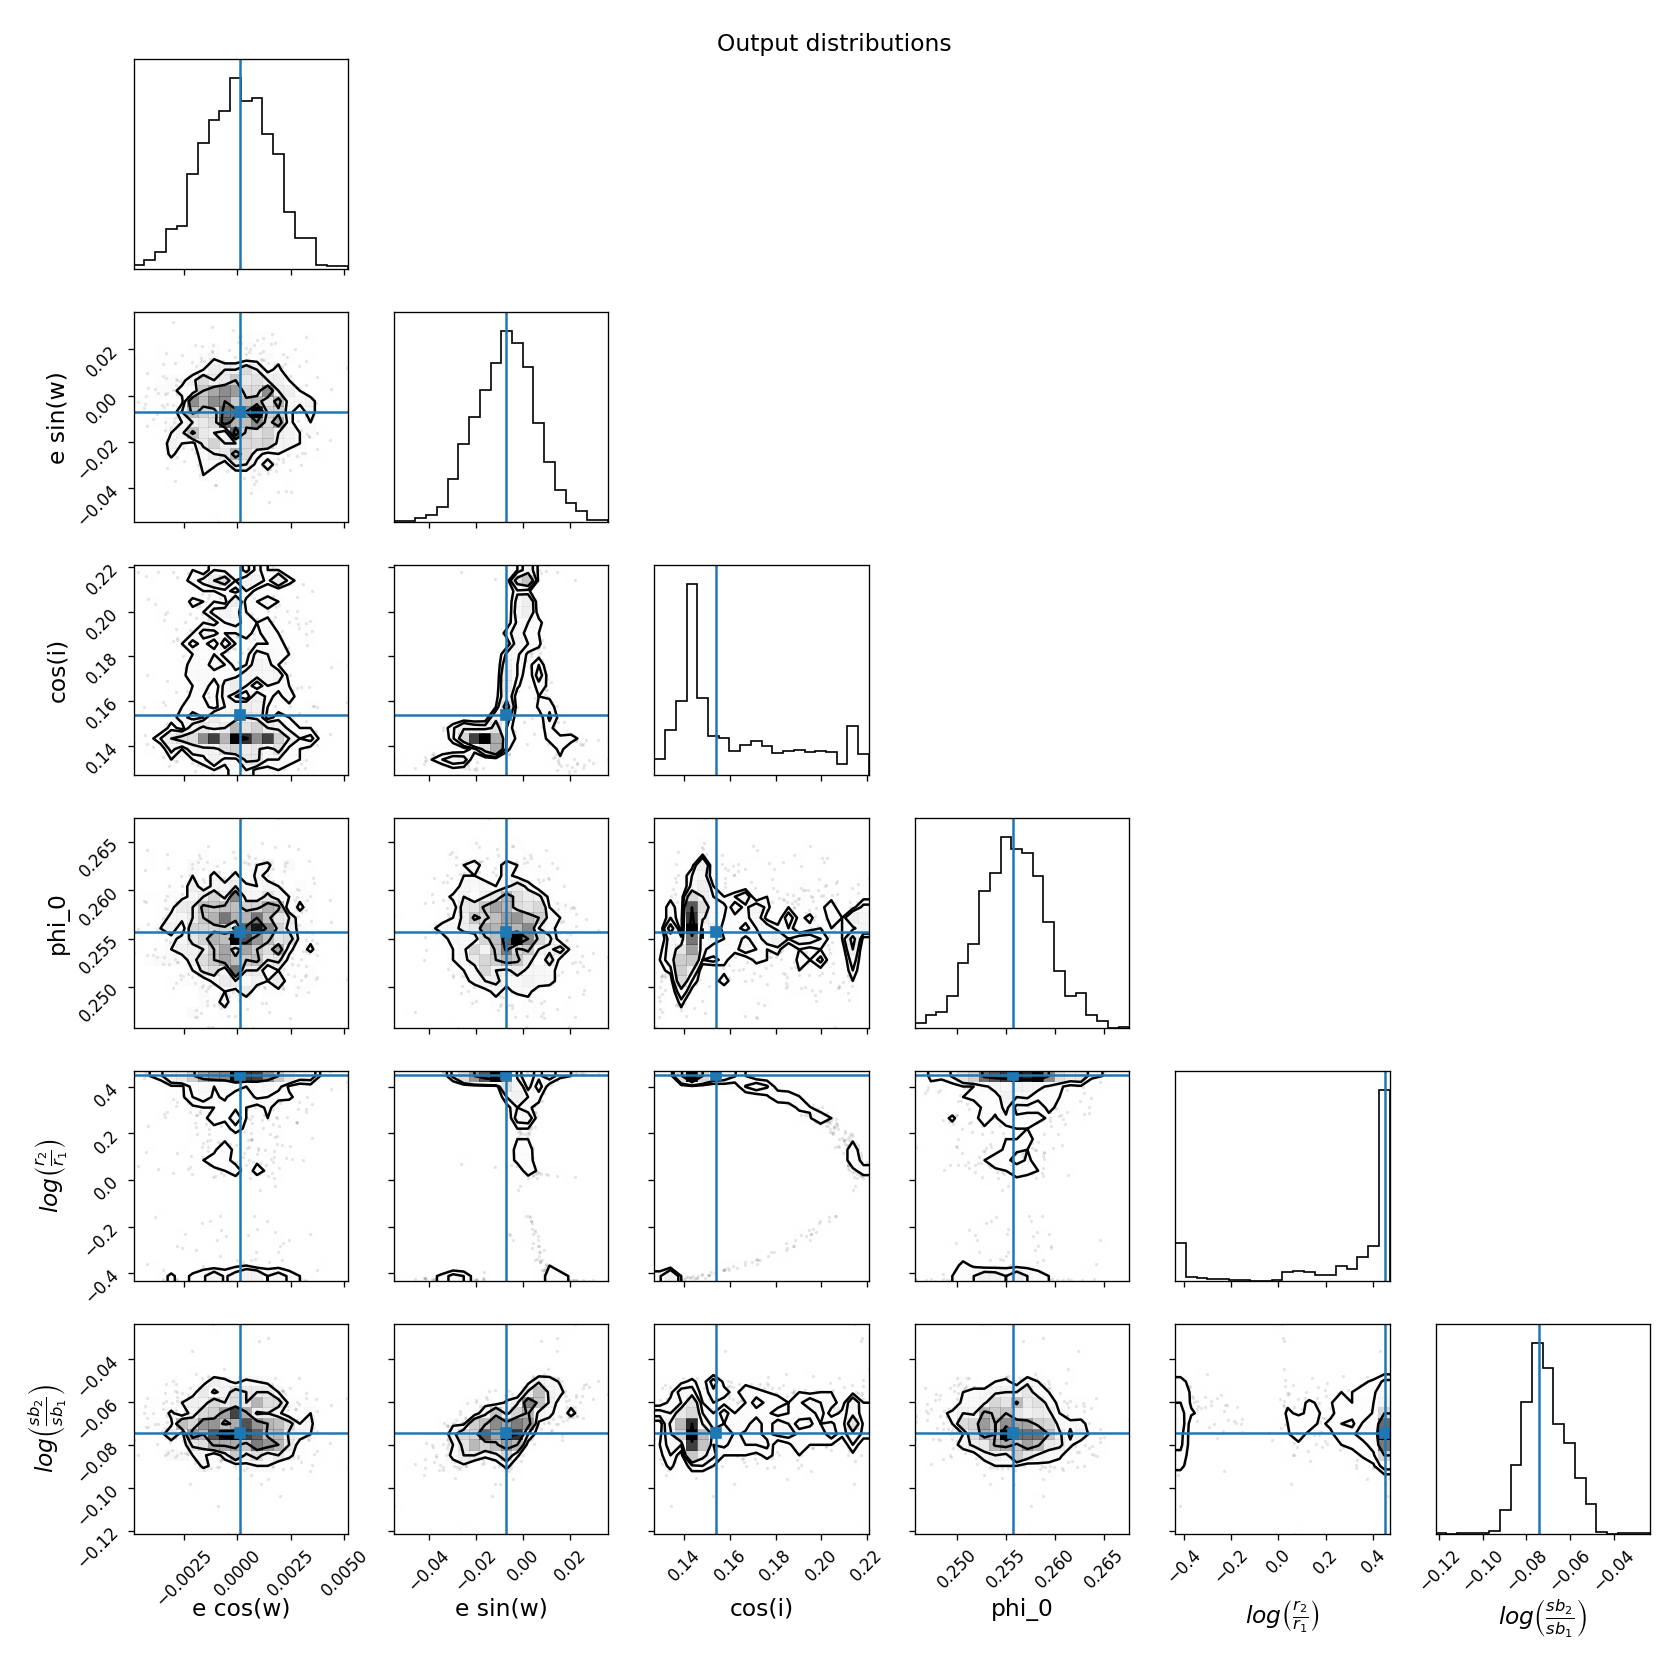 Output distributions
e sin(w)
0.02
0.00
−0.02
−0.04
cos(i)
0.22
0.20
0.18
0.16
0.14
phi_0
0.265
0.260
0.255
0.250
log(r₂/r₁)
0.4
0.2
0.0
−0.2
−0.4
log(sb₂/sb₁)
−0.04
−0.06
−0.08
−0.10
−0.12
−0.0025 0.0000 0.0025 0.0050
−0.04 −0.02 0.00 0.02
0.14 0.16 0.18 0.20 0.22
0.250 0.255 0.260 0.265
−0.4 −0.2 0.0 0.2 0.4
−0.12 −0.10 −0.08 −0.06 −0.04
e cos(w)
e sin(w)
cos(i)
phi_0
log(r₂/r₁)
log(sb₂/sb₁)